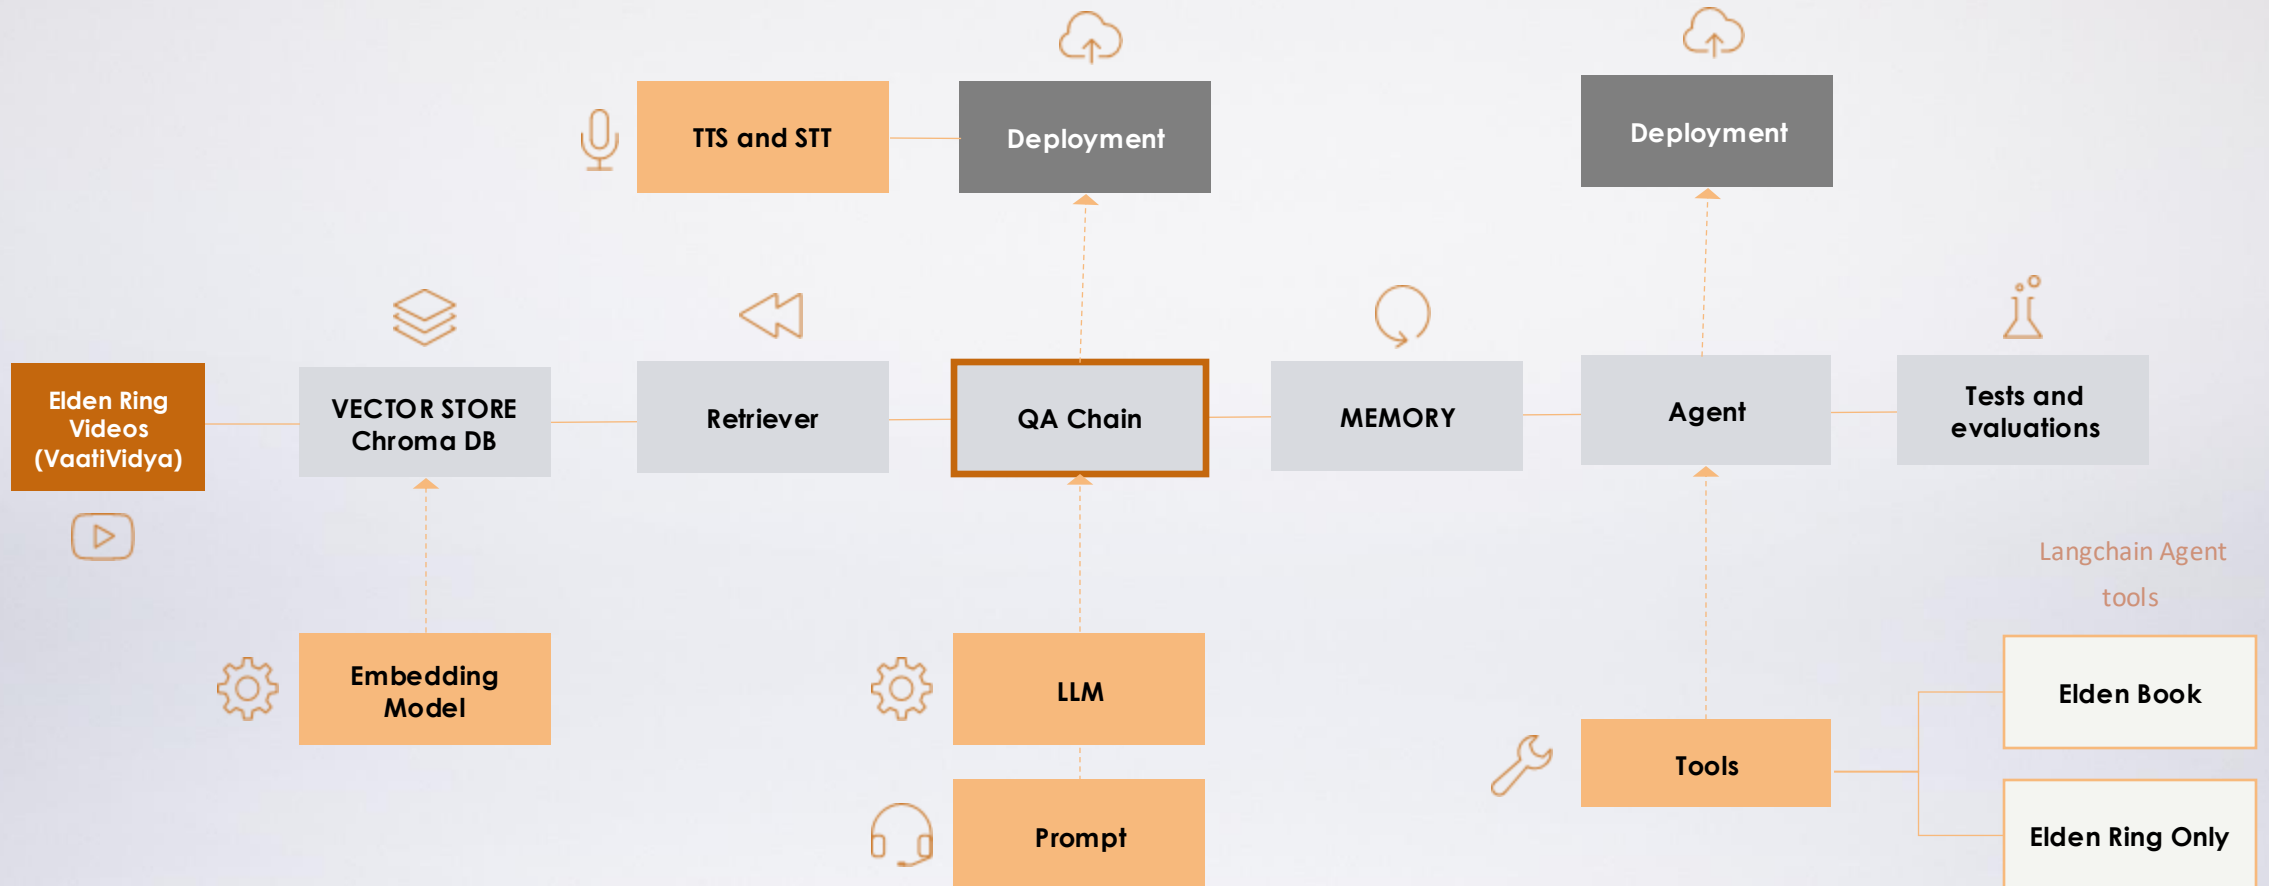 TTS and STT
Deployment
Deployment
Elden Ring
Videos
(VaatiVidya)
VECTOR STORE
Chroma DB
Retriever
QA Chain
MEMORY
Agent
Tests and
evaluations
Langchain Agent
tools
Embedding
Model
LLM
Elden Book
Tools
Prompt
Elden Ring Only